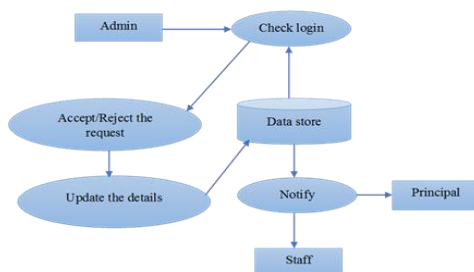 Admin
Check login
Accept/Reject the
request
Data store
Update the details
Notify
Principal
Staff